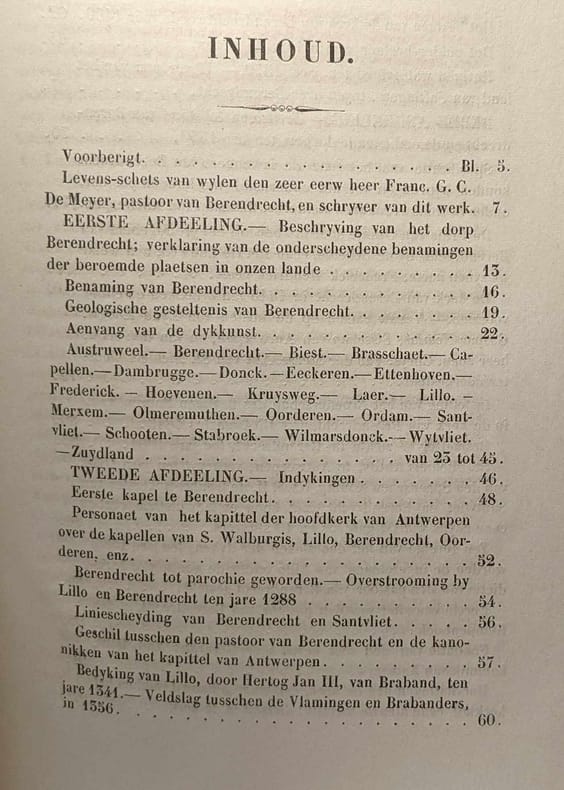 INHOUD.
Voorberigt. . . . . . . . . . . . . . . . Bl. 5.
Levens-schets van wylen den zeer eerw heer Franc. G. C.
De Meyer, pastoor van Berendrecht, en schryver van dit werk. 7.
EERSTE AFDEELING.— Beschryving van het dorp
Berendrecht; verklaring van de onderscheydene benamingen
der beroemde plaetsen in onzen lande . . . . . . . . . 13.
Benaming van Berendrecht. . . . . . . . . . . . 16.
Geologische gesteltenis van Berendrecht. . . . . . . 19.
Aenvang van de dykkunst. . . . . . . . . . . . 22.
Austruweel.— Berendrecht.— Biest.— Brasschaet.— Ca-
pellen.—Dambrugge.—Donck.—Eeckeren.—Ettenhoven.—
Frederick. — Hoevenen.— Kruysweg.— Laer.— Lillo. —
Merxem.— Olmeremuthen.— Oorderen.— Ordam.— Sant-
vliet.— Schooten.— Stabroek.— Wilmarsdonck.-- Wytvliet.
—Zuydland . . . . . . . . . . . . . . van 23 tot 45.
TWEEDE AFDEELING.— Indykingen . . . . . . . 46.
Eerste kapel te Berendrecht. . . . . . . . . . . . 48.
Personaet van het kapittel der hoofdkerk van Antwerpen
over de kapellen van S. Walburgis, Lillo, Berendrecht, Oor-
deren, enz. . . . . . . . . . . . . . . . . . . 52.
Berendrecht tot parochie geworden.— Overstrooming by
Lillo en Berendrecht ten jare 1288 . . . . . . . . . . 54.
Liniescheyding van Berendrecht en Santvliet. . . . . 56.
Geschil tusschen den pastoor van Berendrecht en de kano-
nikken van het kapittel van Antwerpen. . . . . . . . . 57.
Bedyking van Lillo, door Hertog Jan III, van Braband, ten
jare 1341.— Veldslag tusschen de Vlamingen en Brabanders,
in 1356. . . . . . . . . . . . . . . . . . . . 60.